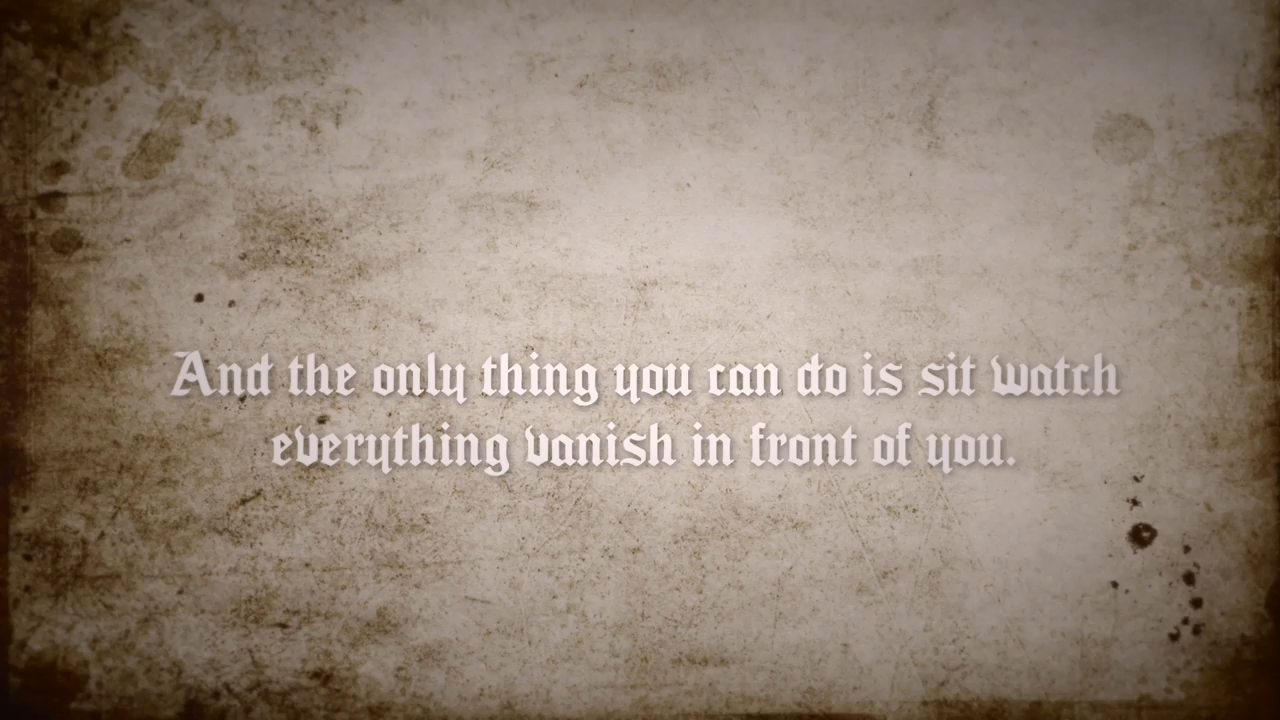 And the only thing you can do is sit watch
everything vanish in front of you.